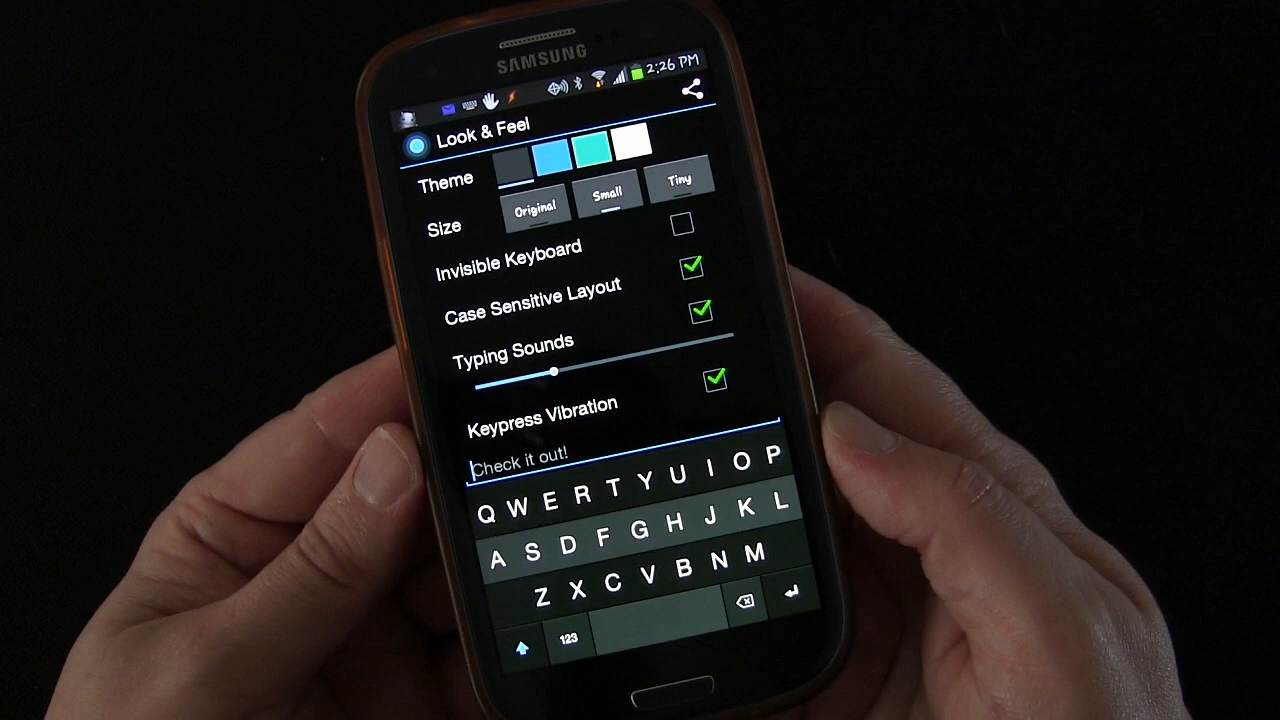 SAMSUNG
2:26 PM
Look & Feel
Theme
Size
Original Small Tiny
Invisible Keyboard
Case Sensitive Layout
Typing Sounds
Keypress Vibration
Check it out!
Q W E R T Y U I O P
A S D F G H J K L
Z X C V B N M
123